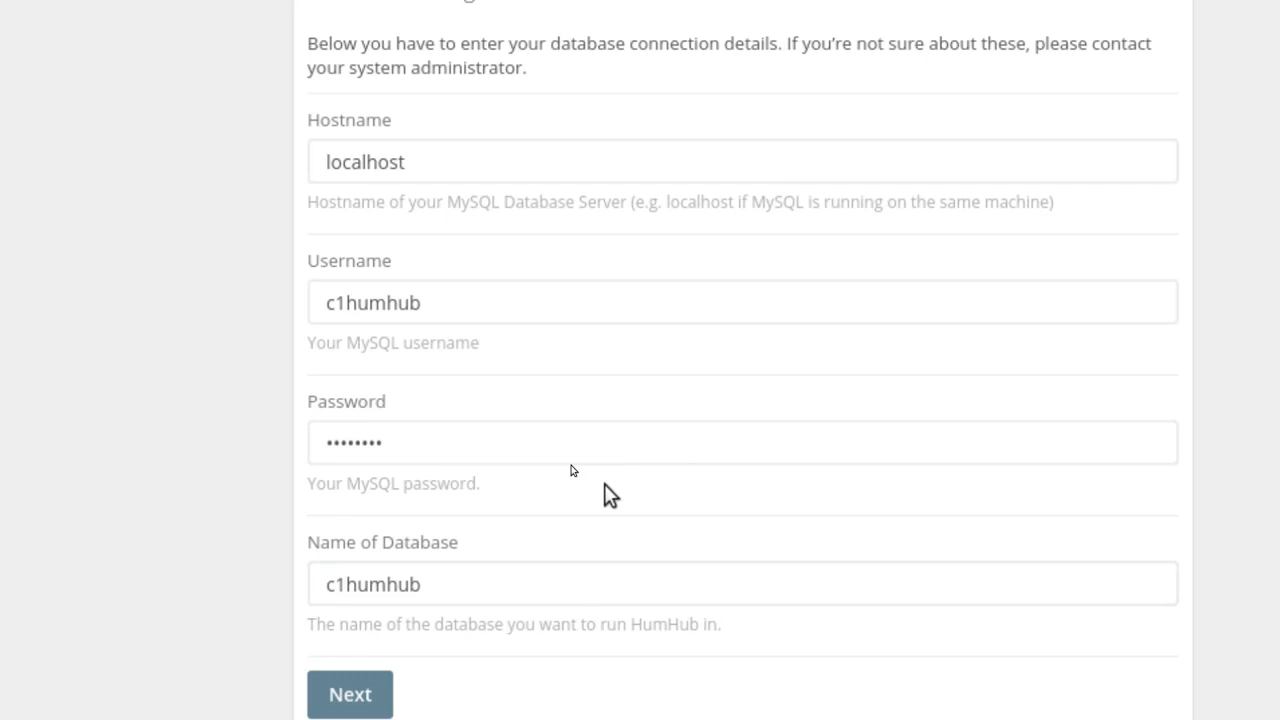 Below you have to enter your database connection details. If you’re not sure about these, please contact
your system administrator.
Hostname
localhost
Hostname of your MySQL Database Server (e.g. localhost if MySQL is running on the same machine)
Username
c1humhub
Your MySQL username
Password
••••••••
Your MySQL password.
Name of Database
c1humhub
The name of the database you want to run HumHub in.
Next